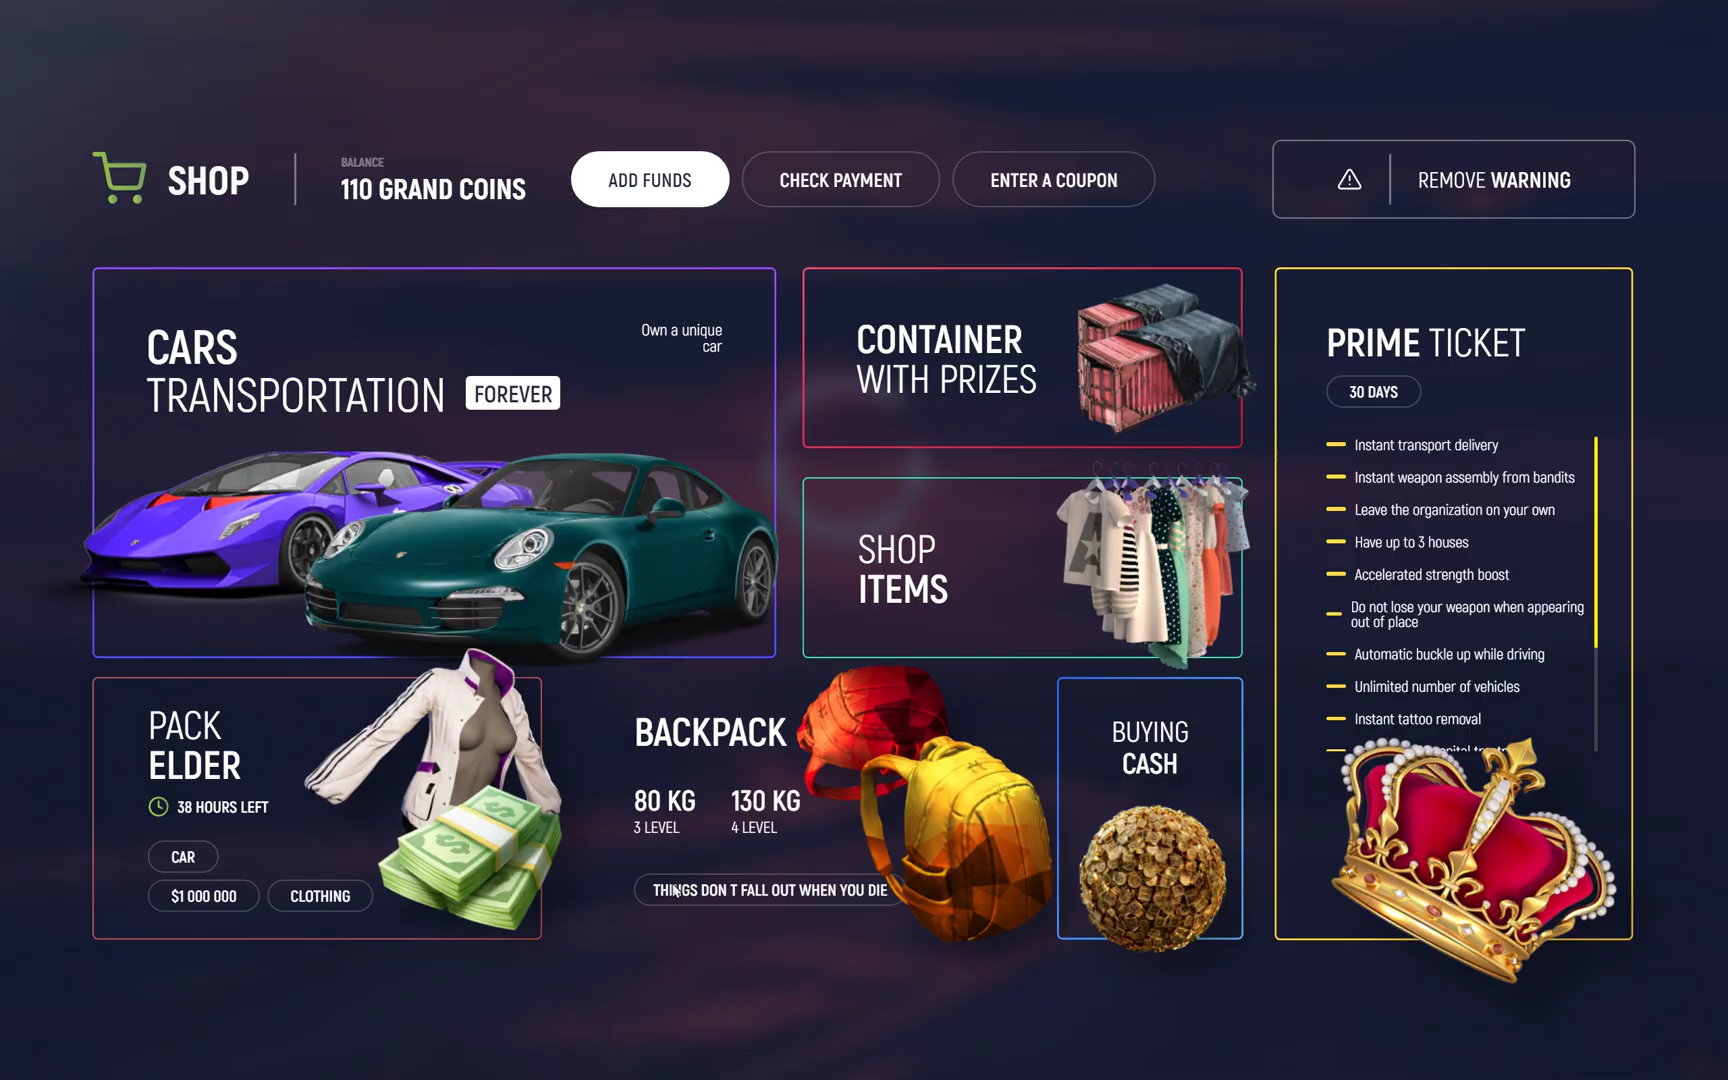 SHOP
BALANCE
110 GRAND COINS
ADD FUNDS
CHECK PAYMENT
ENTER A COUPON
REMOVE WARNING
CARS
TRANSPORTATION FOREVER
Own a unique
car
CONTAINER
WITH PRIZES
SHOP
ITEMS
PRIME TICKET
30 DAYS
Instant transport delivery
Instant weapon assembly from bandits
Leave the organization on your own
Have up to 3 houses
Accelerated strength boost
Do not lose your weapon when appearing
out of place
Automatic buckle up while driving
Unlimited number of vehicles
Instant tattoo removal
PACK
ELDER
38 HOURS LEFT
CAR
$1 000 000
CLOTHING
BACKPACK
80 KG
3 LEVEL
130 KG
4 LEVEL
THINGS DON T FALL OUT WHEN YOU DIE
BUYING
CASH